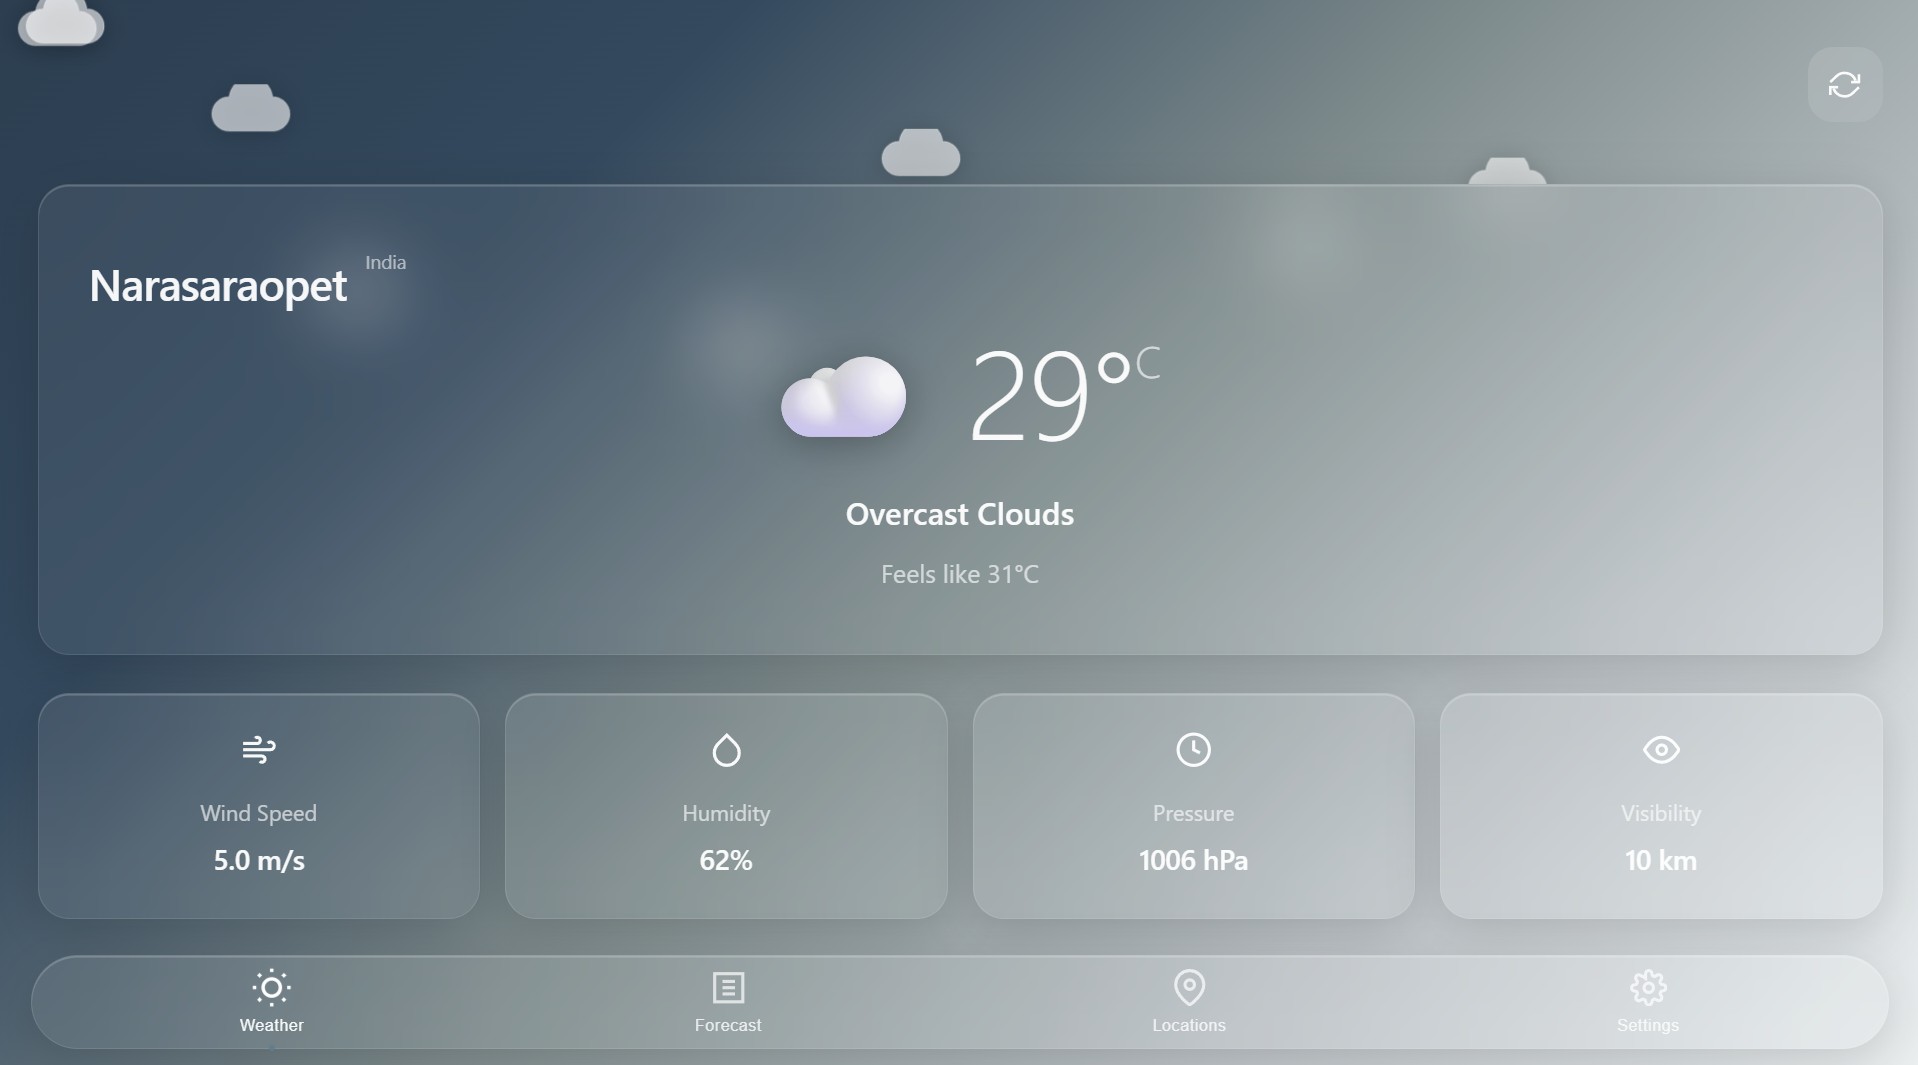 Narasaraopet India
29°C
Overcast Clouds
Feels like 31°C
Wind Speed
5.0 m/s
Humidity
62%
Pressure
1006 hPa
Visibility
10 km
Weather
Forecast
Locations
Settings